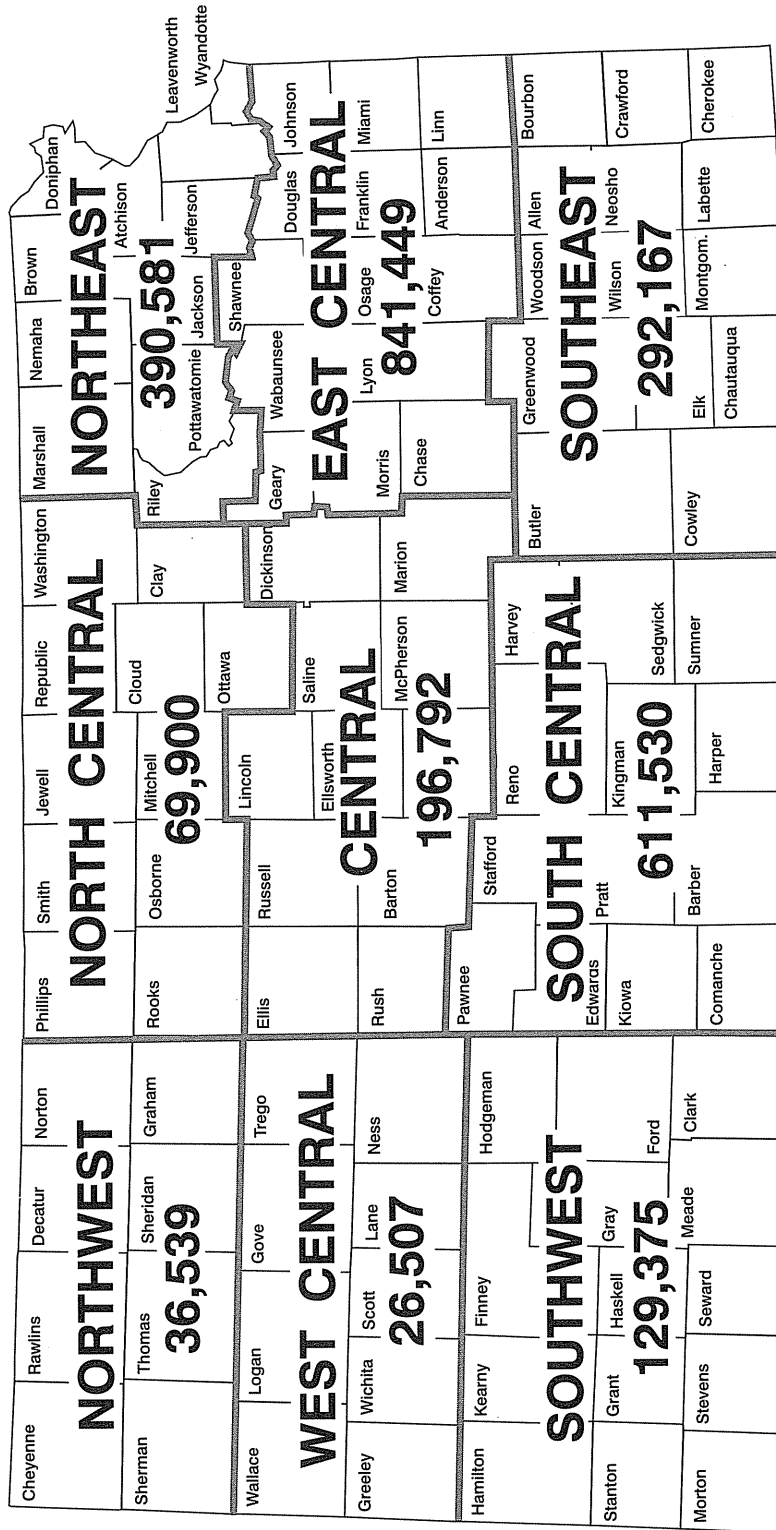 Cheyenne Rawlins Decatur Norton Phillips Smith Jewell Republic Washington Marshall Nemaha Brown Doniphan
NORTHWEST
NORTH CENTRAL
NORTHEAST
Sherman Thomas Sheridan Graham Rooks Osborne Mitchell Cloud Clay Riley Pottawatomie Jackson Atchison Jefferson Leavenworth Wyandotte
36,539
69,900
390,581
Ottawa
Wallace Logan Gove Trego Ellis Russell Lincoln Saline Dickinson Geary Wabaunsee Shawnee Douglas Johnson
WEST CENTRAL
CENTRAL
EAST CENTRAL
Greeley Wichita Scott Lane Ness Rush Barton Ellsworth McPherson Marion Morris Chase Lyon Osage Coffey Franklin Anderson Miami Linn
26,507
196,792
841,449
Hamilton Kearny Finney Hodgeman Pawnee Stafford Reno Harvey Butler Greenwood Woodson Allen Bourbon
SOUTHWEST
SOUTH CENTRAL
SOUTHEAST
Stanton Grant Haskell Gray Ford Edwards Kiowa Pratt Kingman Sedgwick Elk Wilson Neosho Crawford
129,375
611,530
292,167
Morton Stevens Seward Meade Clark Comanche Barber Harper Sumner Cowley Chautauqua Montgom. Labette Cherokee